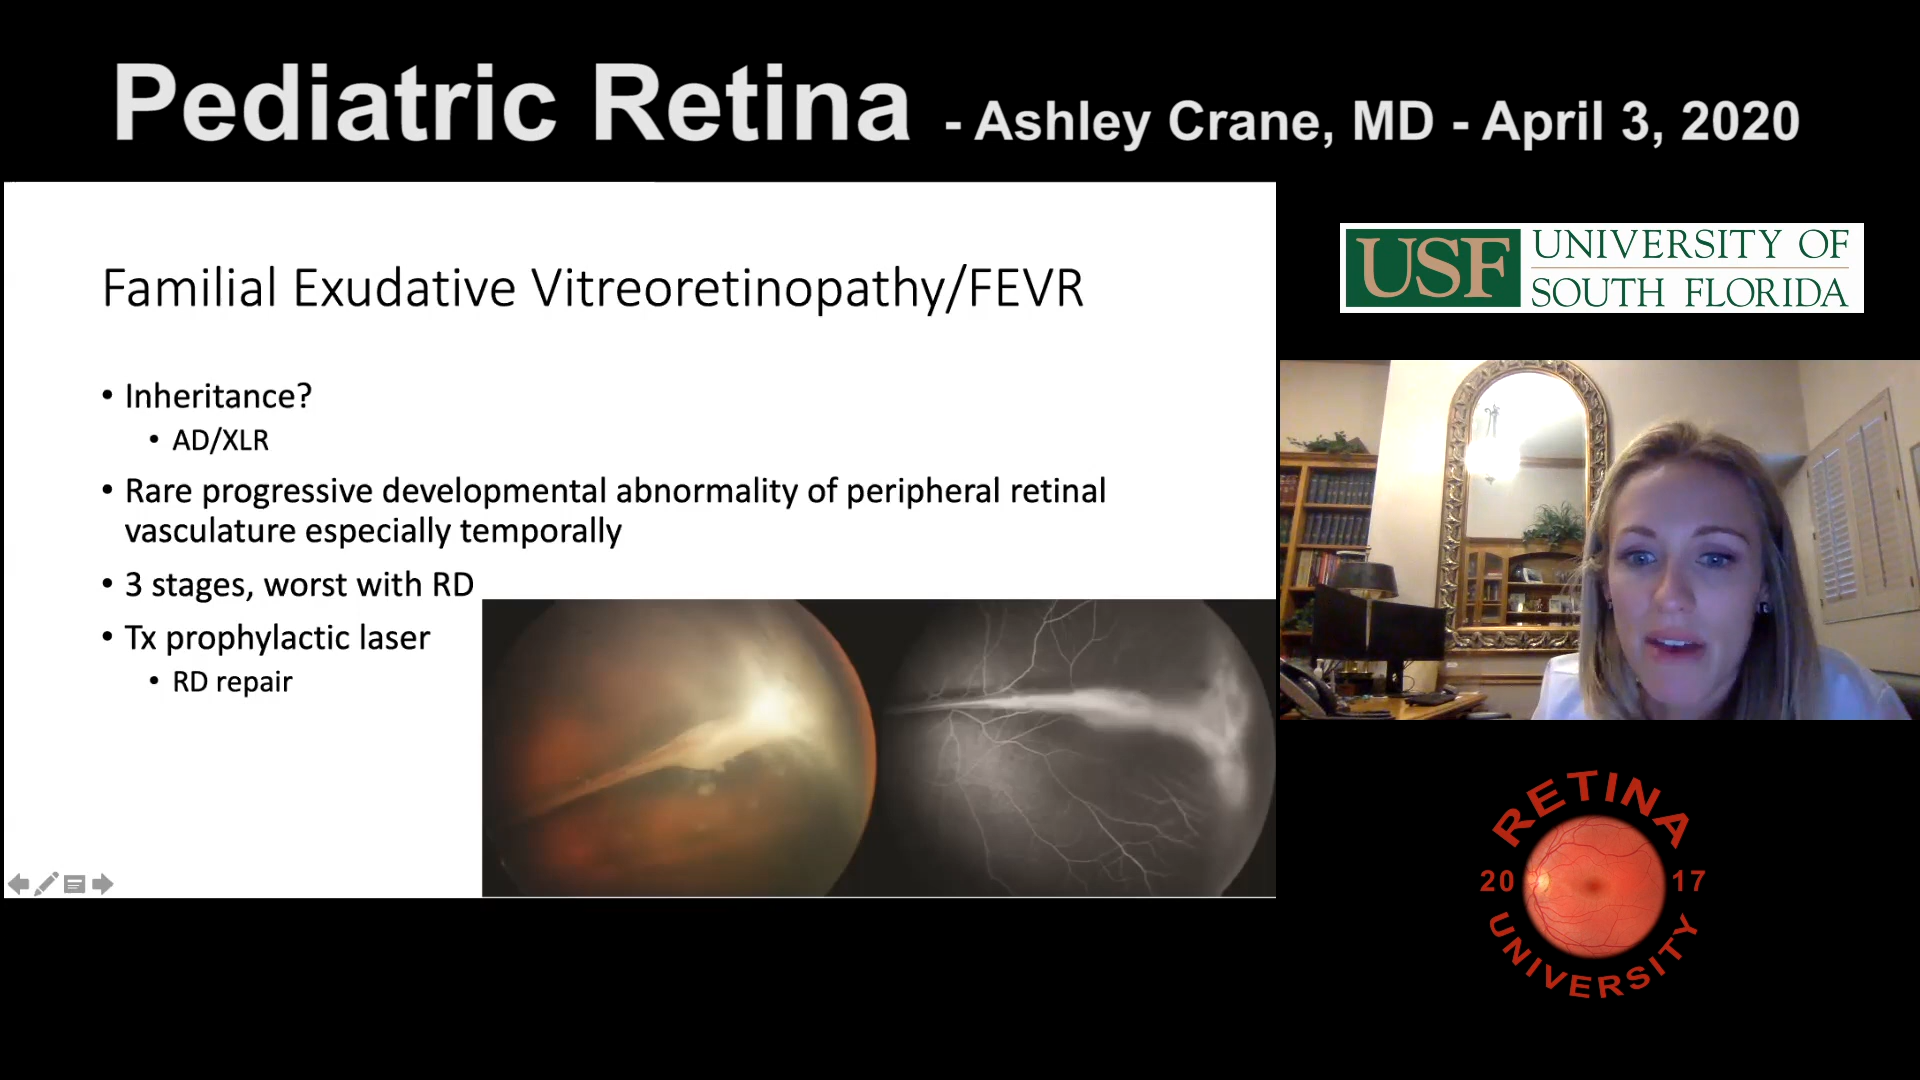 Pediatric Retina - Ashley Crane, MD - April 3, 2020
Familial Exudative Vitreoretinopathy/FEVR
• Inheritance?
• AD/XLR
• Rare progressive developmental abnormality of peripheral retinal
vasculature especially temporally
• 3 stages, worst with RD
• Tx prophylactic laser
• RD repair
USF UNIVERSITY OF
SOUTH FLORIDA
RETINA
20 17
UNIVERSITY